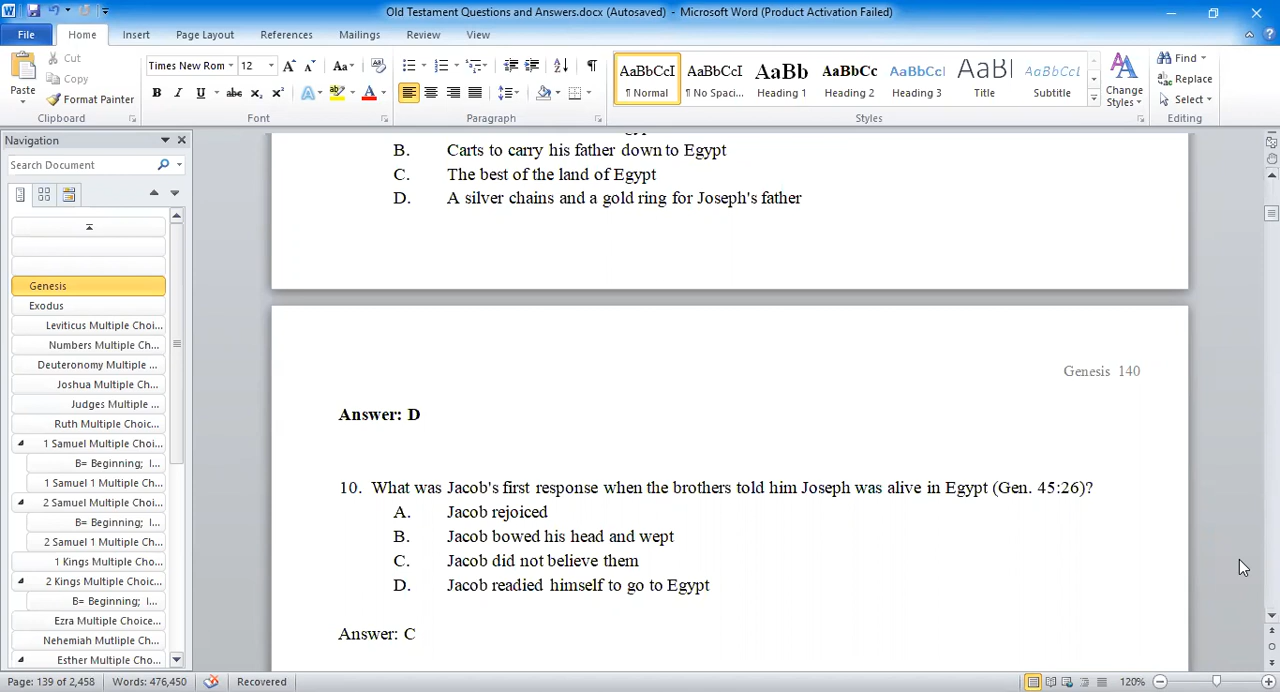 Old Testament Questions and Answers.docx (Autosaved) - Microsoft Word (Product Activation Failed)
File Home Insert Page Layout References Mailings Review View
Paste
Cut
Copy
Format Painter
Clipboard
Times New Rom 12
Font
Paragraph
AaBbCcI AaBbCcI AaBb AaBbCc AaBbCcI AaBl AaBbCcI
¶ Normal ¶ No Spaci... Heading 1 Heading 2 Heading 3 Title Subtitle
Styles
Change Styles
Find
Replace
Select
Editing
Navigation
Search Document
Genesis
Exodus
Leviticus Multiple Choi...
Numbers Multiple Ch...
Deuteronomy Multiple ...
Joshua Multiple Ch...
Judges Multiple ...
Ruth Multiple Choic...
1 Samuel Multiple Choi...
B= Beginning; I...
1 Samuel 1 Multiple Ch...
2 Samuel Multiple Choi...
B= Beginning; I...
2 Samuel 1 Multiple Ch...
1 Kings Multiple Cho...
2 Kings Multiple Choic...
B= Beginning; I...
Ezra Multiple Choice...
Nehemiah Mutliple Ch...
Esther Multiple Cho...
B. Carts to carry his father down to Egypt
C. The best of the land of Egypt
D. A silver chains and a gold ring for Joseph's father
Genesis 140
Answer: D
10. What was Jacob's first response when the brothers told him Joseph was alive in Egypt (Gen. 45:26)?
A. Jacob rejoiced
B. Jacob bowed his head and wept
C. Jacob did not believe them
D. Jacob readied himself to go to Egypt
Answer: C
Page: 139 of 2,458 Words: 476,450 Recovered 120%